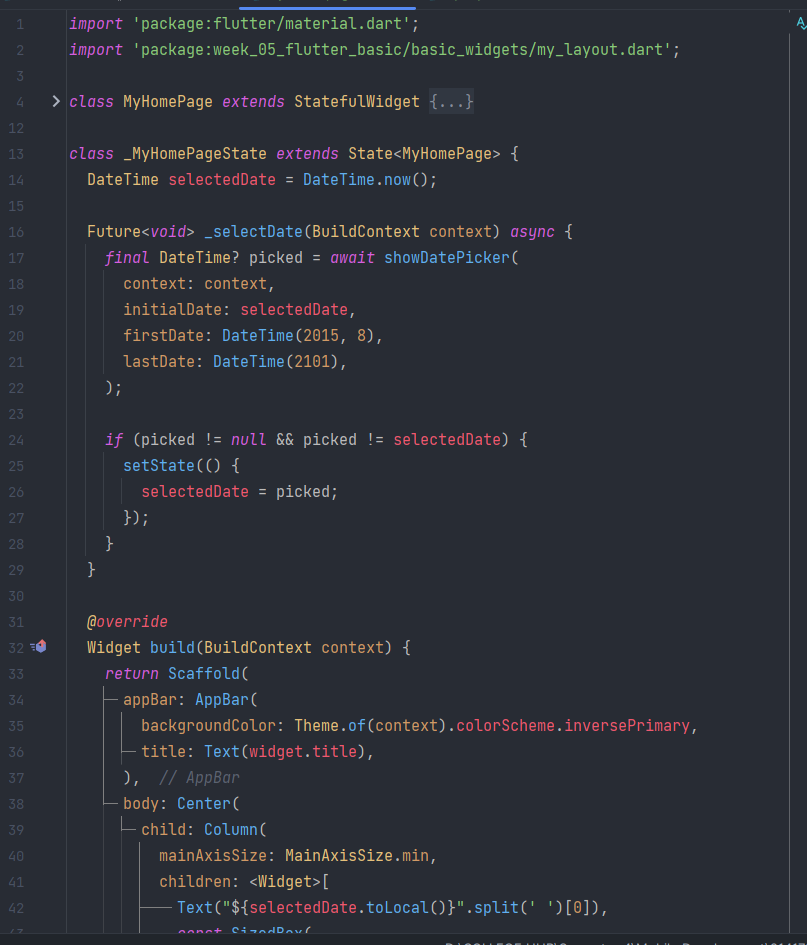 1 import 'package:flutter/material.dart';
2 import 'package:week_05_flutter_basic/basic_widgets/my_layout.dart';
3
4 class MyHomePage extends StatefulWidget {...}
12
13 class _MyHomePageState extends State<MyHomePage> {
14 DateTime selectedDate = DateTime.now();
15
16 Future<void> _selectDate(BuildContext context) async {
17 final DateTime? picked = await showDatePicker(
18 context: context,
19 initialDate: selectedDate,
20 firstDate: DateTime(2015, 8),
21 lastDate: DateTime(2101),
22 );
23
24 if (picked != null && picked != selectedDate) {
25 setState(() {
26 selectedDate = picked;
27 });
28 }
29 }
30
31 @override
32 Widget build(BuildContext context) {
33 return Scaffold(
34 appBar: AppBar(
35 backgroundColor: Theme.of(context).colorScheme.inversePrimary,
36 title: Text(widget.title),
37 ), // AppBar
38 body: Center(
39 child: Column(
40 mainAxisSize: MainAxisSize.min,
41 children: <Widget>[
42 Text("${selectedDate.toLocal()}".split(' ')[0]),
const SizedBox(